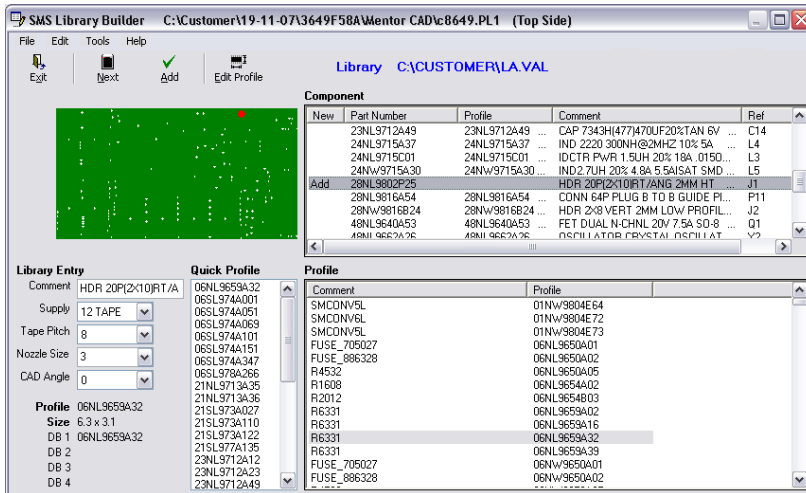 SMS Library Builder C:\Customer\19-11-07\3649F58A\Mentor CAD\c8649.PL1 (Top Side)
File Edit Tools Help
Exit Next Add Edit Profile
Library C:\CUSTOMER\LA.VAL
Component
New Part Number Profile Comment Ref
23NL9712A49 23NL9712A49 ... CAP 7343H(477)470UF20%TAN 6V ... C14
24NL9715A37 24NL9715A37 ... IND 2220 300NH@2MHZ 10% 5A ... L4
24NL9715C01 24NL9715C01 ... IDCTR PWR 1.5UH 20% 18A .015O... L3
24NW9715A30 24NW9715A30... IND2.7UH 20% 4.8A 5.5AISAT SMD ... L5
Add 28NL9802P25 HDR 20P(2X10)RT/ANG 2MM HT ... J1
28NL9816A54 28NL9816A54 ... CONN 64P PLUG B TO B GUIDE PI... P11
28NW9816B24 28NW9816B24 ... HDR 2X8 VERT 2MM LOW PROFIL... J2
48NL9640A53 48NL9640A53 ... FET DUAL N-CHNL 20V 7.5A SO-8 ... Q1
48NL9662A26 48NL9662A26 ... OSCILLATOR CRYSTAL OSCILLAT... Y2
Library Entry
Comment HDR 20P(2X10)RT/A
Supply 12 TAPE
Tape Pitch 8
Nozzle Size 3
CAD Angle 0
Profile 06NL9659A32
Size 6.3 x 3.1
DB 1 06NL9659A32
DB 2
DB 3
DB 4
Quick Profile
06NL9659A32
06SL974A001
06SL974A051
06SL974A069
06SL974A101
06SL974A151
06SL974A347
06SL978A266
21NL9713A35
21NL9713A36
21SL973A027
21SL973A110
21SL973A122
21SL977A135
23NL9712A12
23NL9712A23
23NL9712A49
Profile
Comment Profile
SMCONV5L 01NW9804E64
SMCONV6L 01NW9804E72
SMCONV5L 01NW9804E73
FUSE_705027 06NL9650A01
FUSE_886328 06NL9650A02
R4532 06NL9650A05
R1608 06NL9654A02
R2012 06NL9654B03
R6331 06NL9659A02
R6331 06NL9659A16
R6331 06NL9659A32
R6331 06NL9659A39
FUSE_705027 06NW9650A01
FUSE_886328 06NW9650A02